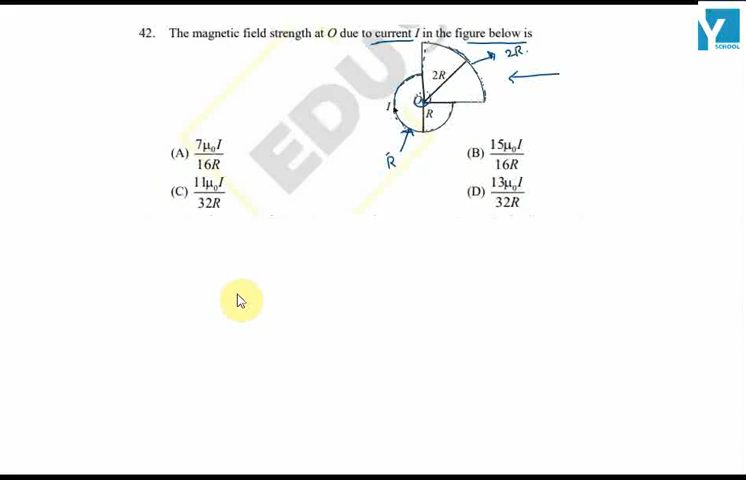 Y
SCHOOL
42. The magnetic field strength at O due to current I in the figure below is
2R.
2R
O
I
R
R
(A) 7μ₀I/16R
(B) 15μ₀I/16R
(C) 11μ₀I/32R
(D) 13μ₀I/32R
EDU